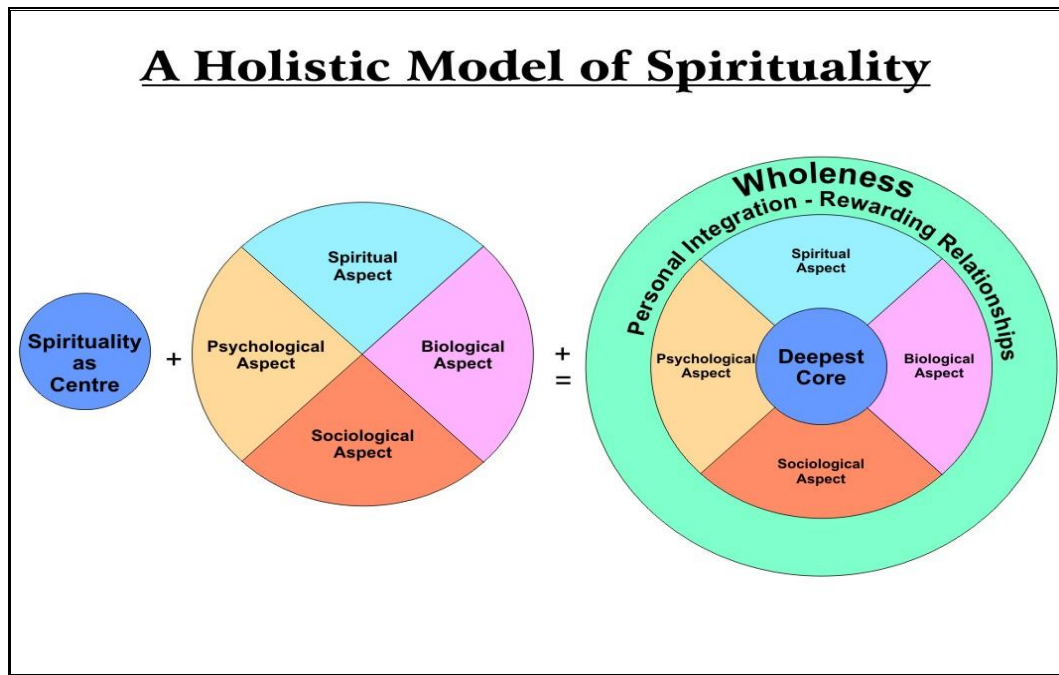 A Holistic Model of Spirituality
Spirituality
as
Centre
+
Spiritual
Aspect
Psychological
Aspect
Biological
Aspect
Sociological
Aspect
+
=
Wholeness
Personal Integration - Rewarding Relationships
Spiritual
Aspect
Psychological
Aspect
Deepest
Core
Biological
Aspect
Sociological
Aspect